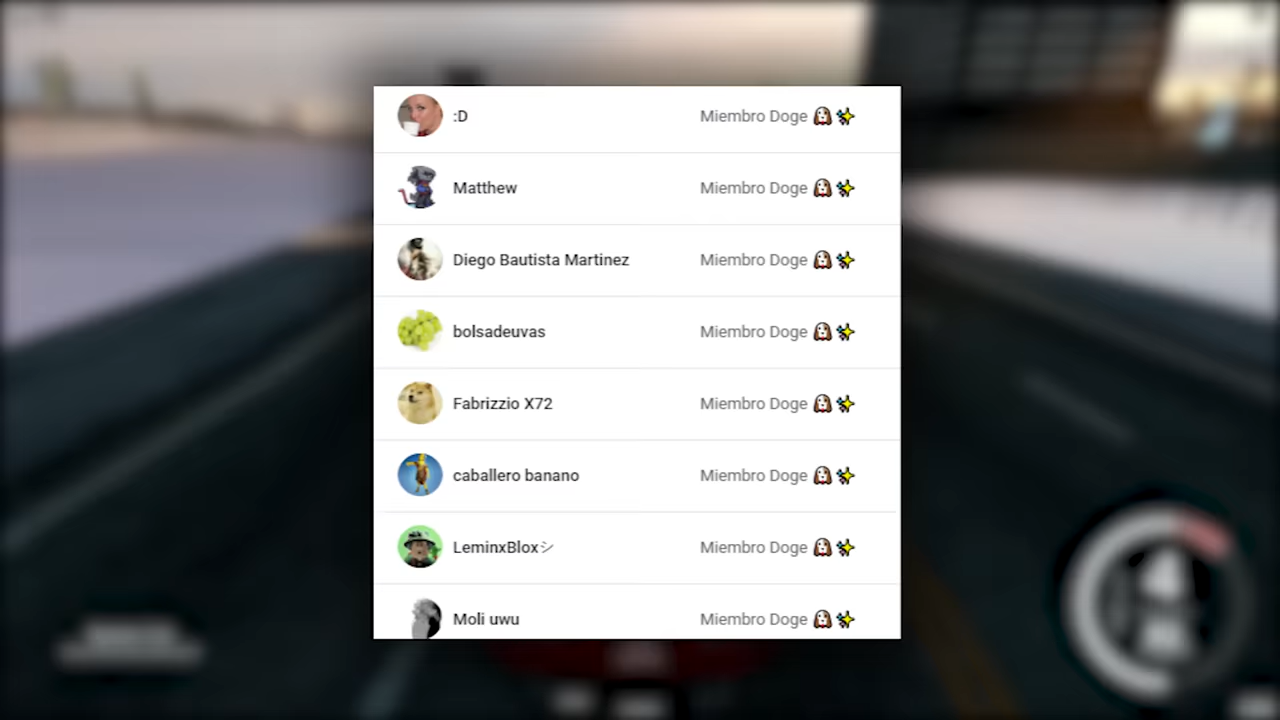 :D Miembro Doge 🐶✨
Matthew Miembro Doge 🐶✨
Diego Bautista Martinez Miembro Doge 🐶✨
bolsadeuvas Miembro Doge 🐶✨
Fabrizzio X72 Miembro Doge 🐶✨
caballero banano Miembro Doge 🐶✨
LeminxBloxシ Miembro Doge 🐶✨
Moli uwu Miembro Doge 🐶✨